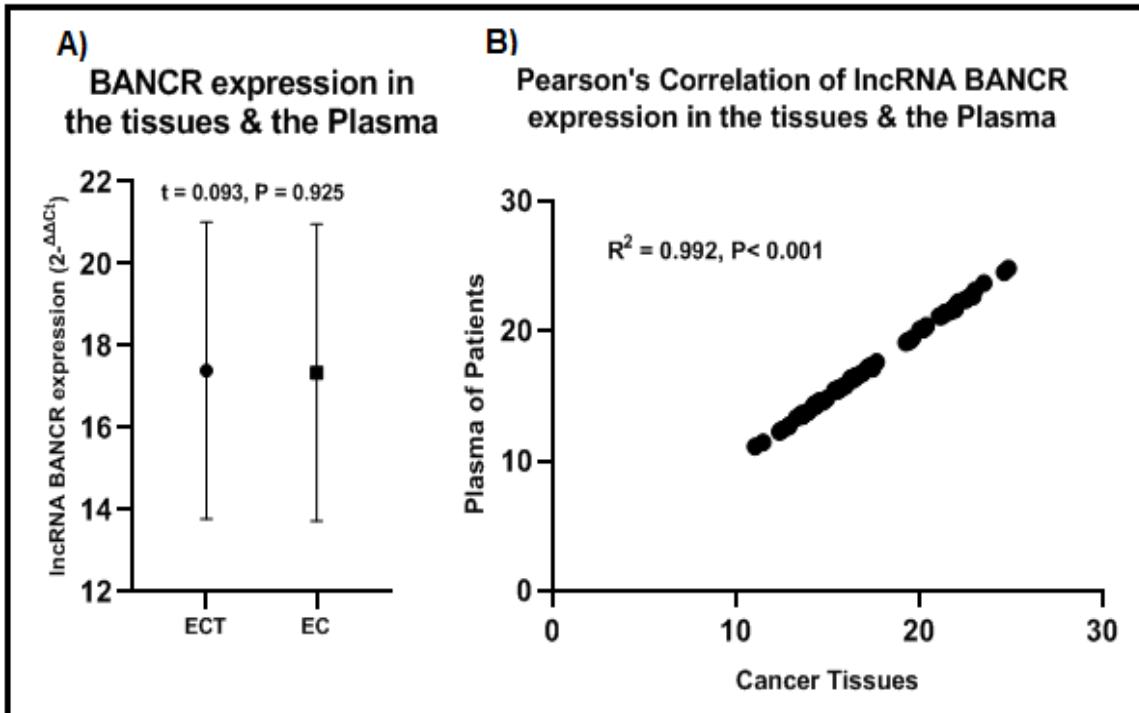 A)
BANCR expression in
the tissues & the Plasma
t = 0.093, P = 0.925
lncRNA BANCR expression (2-ΔΔCt)
22
20
18
16
14
12
ECT EC
B)
Pearson's Correlation of lncRNA BANCR
expression in the tissues & the Plasma
R² = 0.992, P< 0.001
Plasma of Patients
30
20
10
0
0 10 20 30
Cancer Tissues